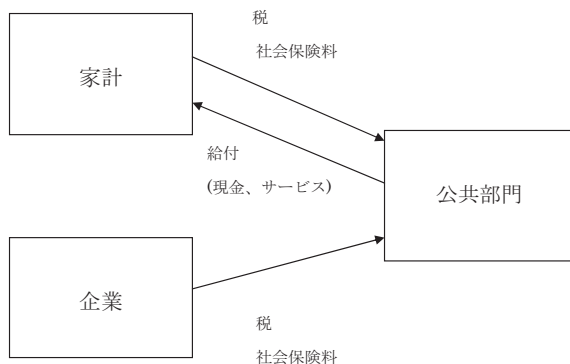 税
社会保険料
家計
給付
(現金、サービス)
公共部門
企業
税
社会保険料